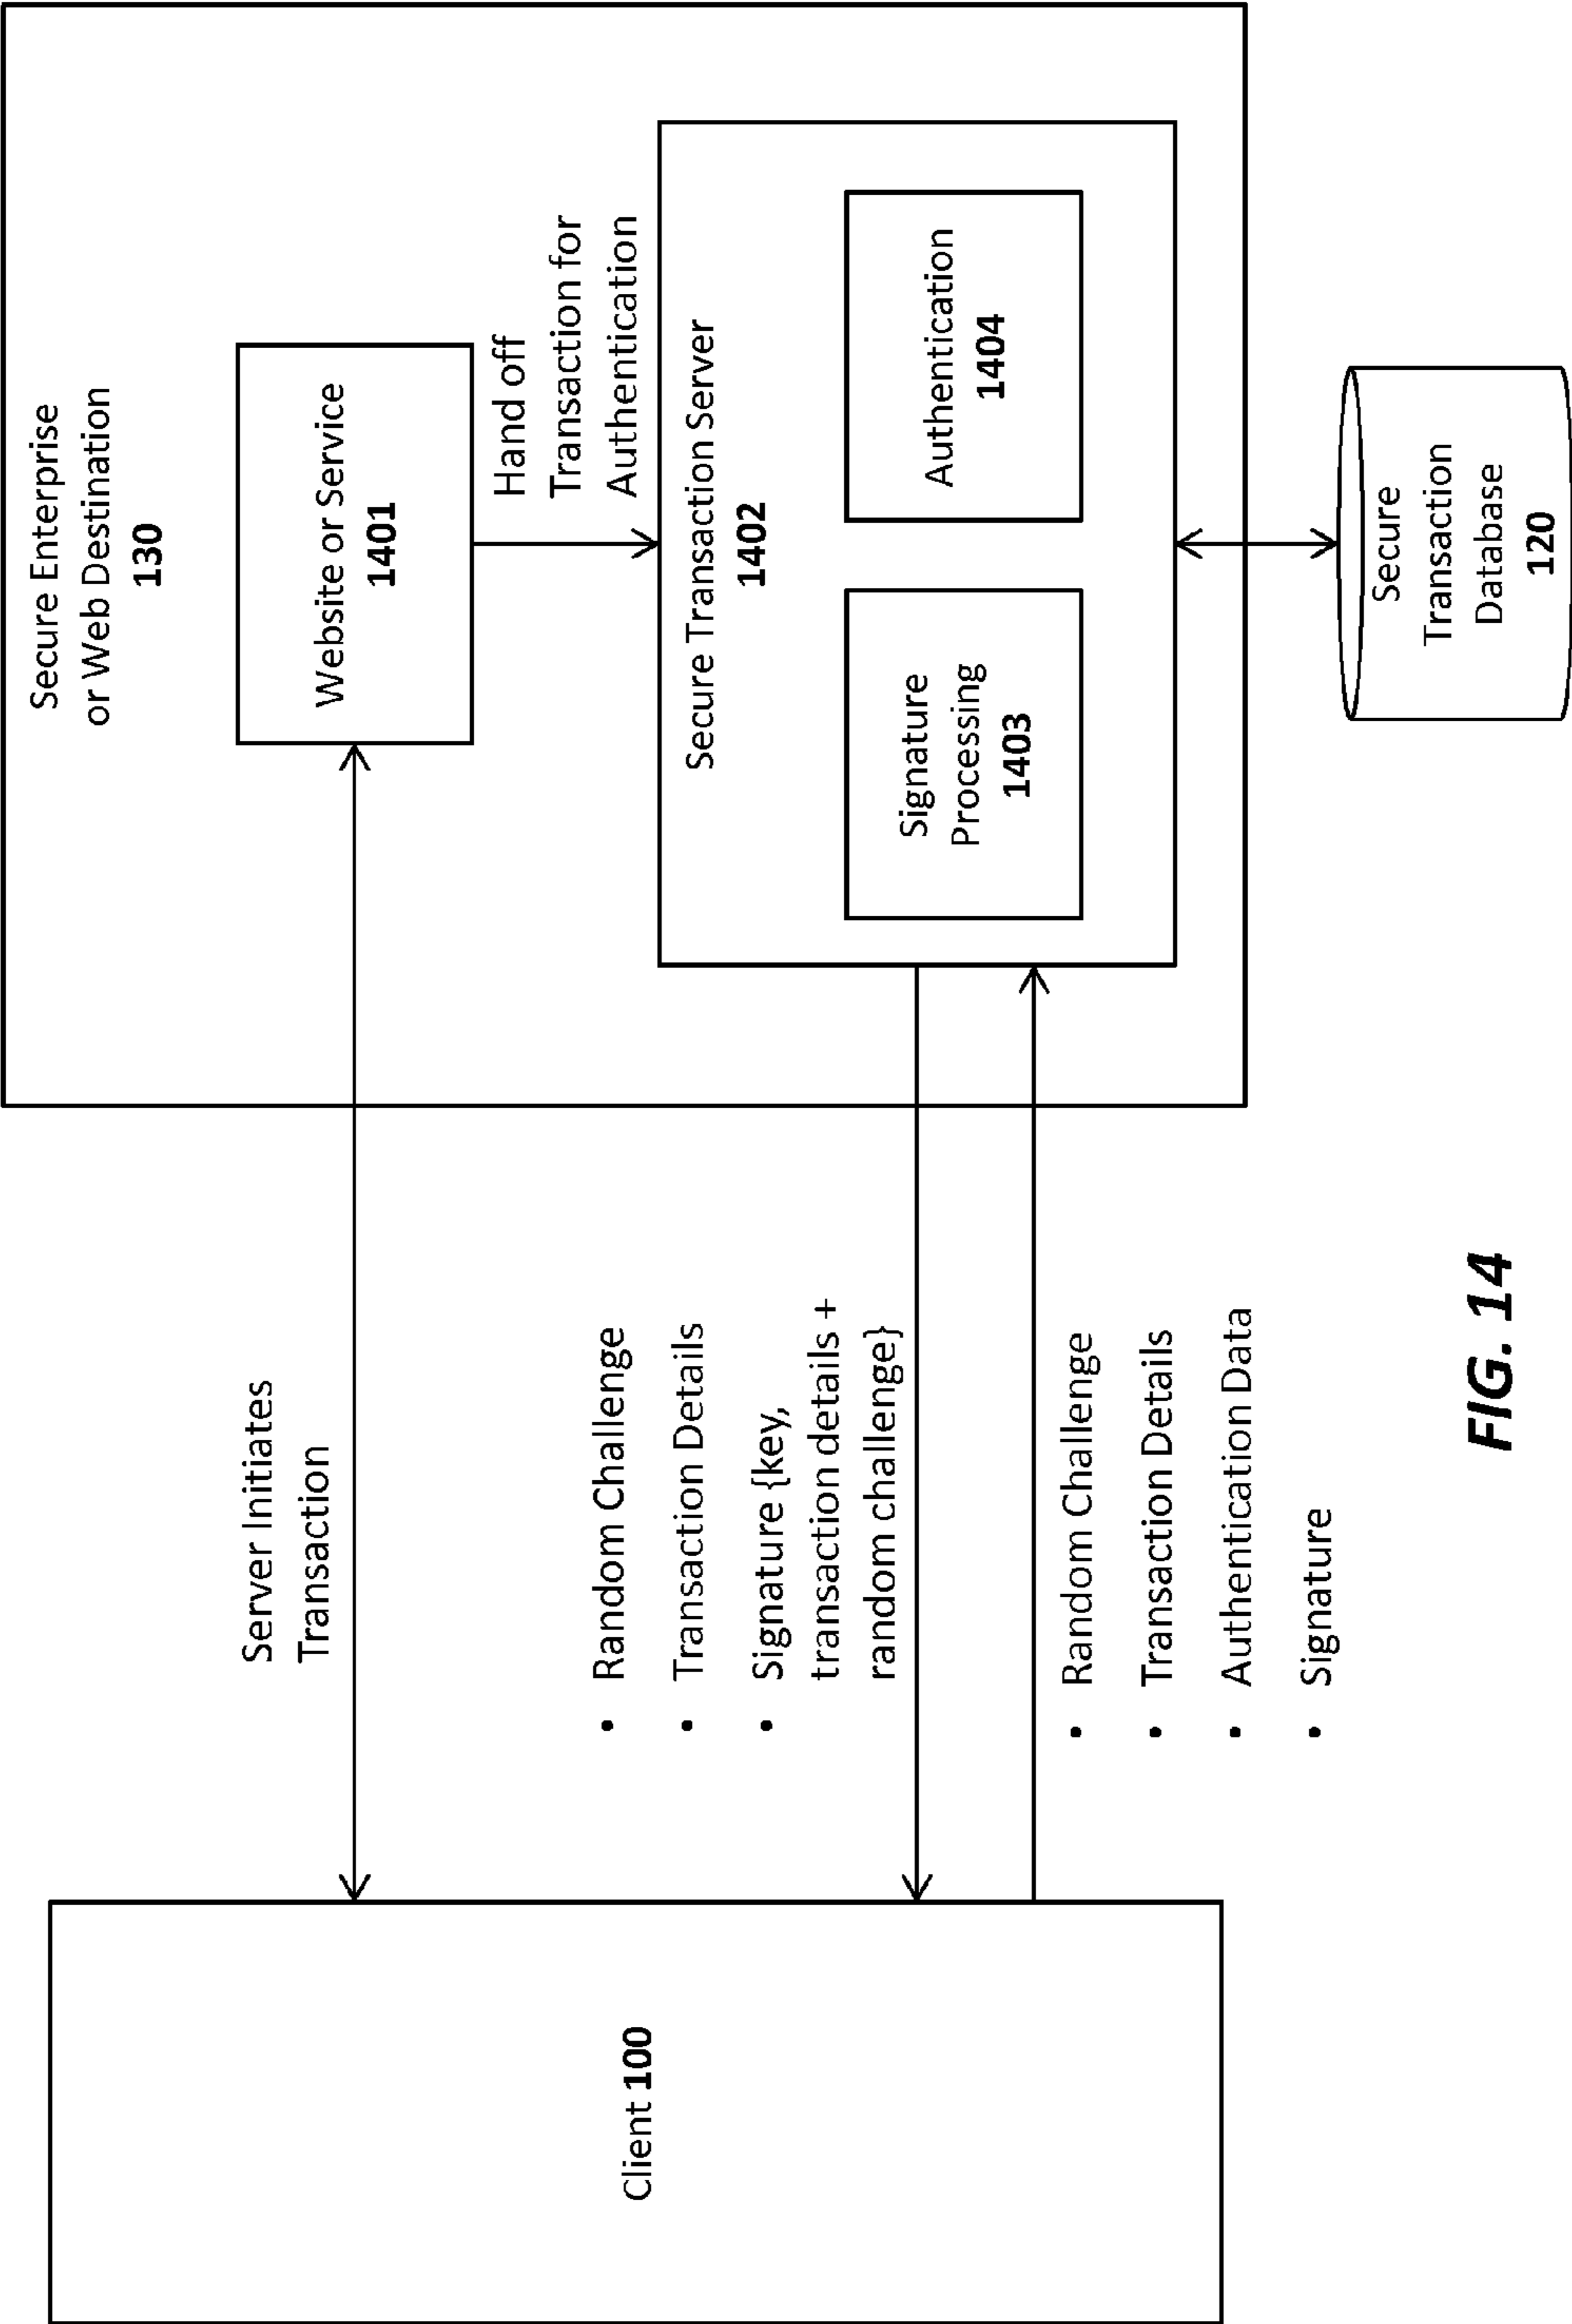 Secure Enterprise
or Web Destination
130
Server Initiates
Transaction
Website or Service
1401
Hand off
Transaction for
Authentication
Client 100
• Random Challenge
• Transaction Details
• Signature {key,
transaction details +
random challenge}
Secure Transaction Server
1402
Signature
Processing
1403
Authentication
1404
• Random Challenge
• Transaction Details
• Authentication Data
• Signature
Secure
Transaction
Database
120
FIG. 14